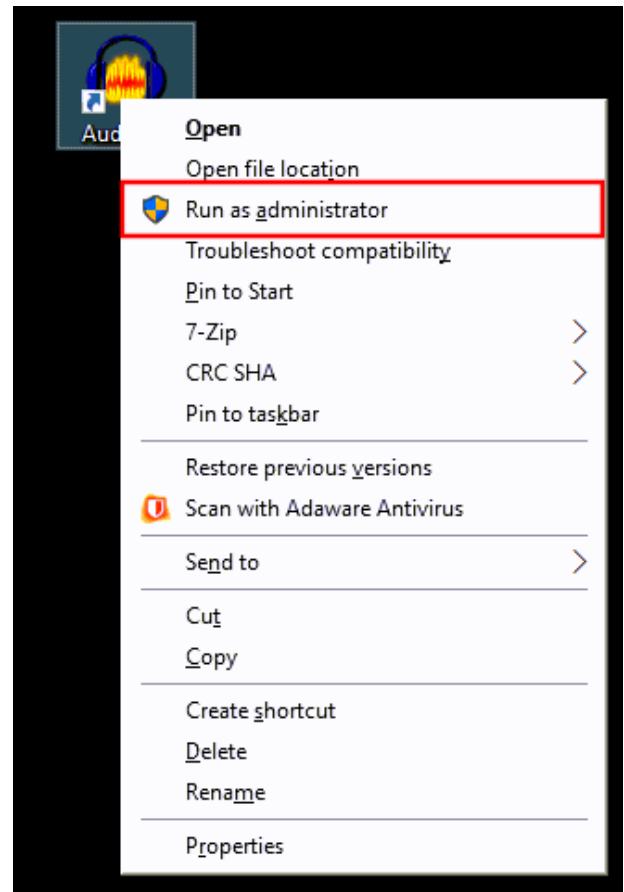 Aud
Open
Open file location
Run as administrator
Troubleshoot compatibility
Pin to Start
7-Zip
CRC SHA
Pin to taskbar
Restore previous versions
Scan with Adaware Antivirus
Send to
Cut
Copy
Create shortcut
Delete
Rename
Properties